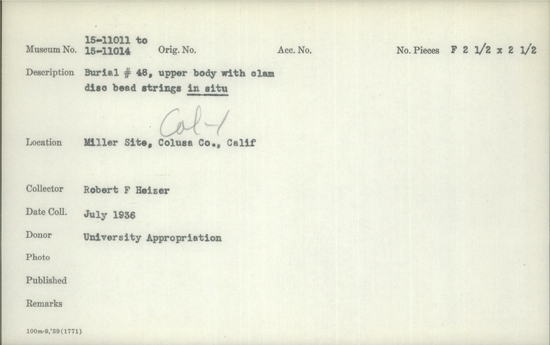 15-11011 to
Museum No. 15-11014 Orig. No. Acc. No. No. Pieces F 2 1/2 x 2 1/2
Description Burial # 48, upper body with clam
disc bead strings in situ
Col-1
Location Miller Site, Colusa Co., Calif
Collector Robert F Heizer
Date Coll. July 1936
Donor University Appropriation
Photo
Published
Remarks
100m-8,'39(1771)